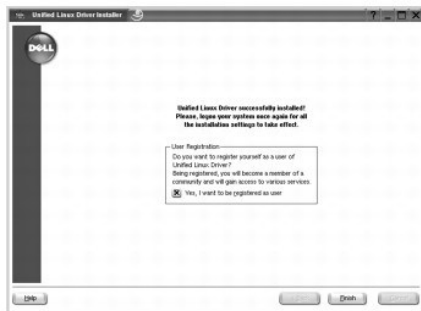 Unified Linux Driver Installer
DELL
Unified Linux Driver successfully installed!
Please, logon your system once again for all
the installation settings to take effect.
User Registration
Do you want to register yourself as a user of
Unified Linux Driver?
Being registered, you will become a member of a
community and will gain access to various services.
Yes, I want to be registered as user
Help
Finish